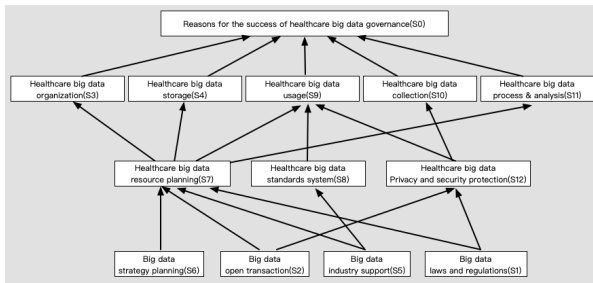 Reasons for the success of healthcare big data governance(S0)
Healthcare big data
organization(S3)
Healthcare big data
storage(S4)
Healthcare big data
usage(S9)
Healthcare big data
collection(S10)
Healthcare big data
process & analysis(S11)
Healthcare big data
resource planning(S7)
Healthcare big data
standards system(S8)
Healthcare big data
Privacy and security protection(S12)
Big data
strategy planning(S6)
Big data
open transaction(S2)
Big data
industry support(S5)
Big data
laws and regulations(S1)